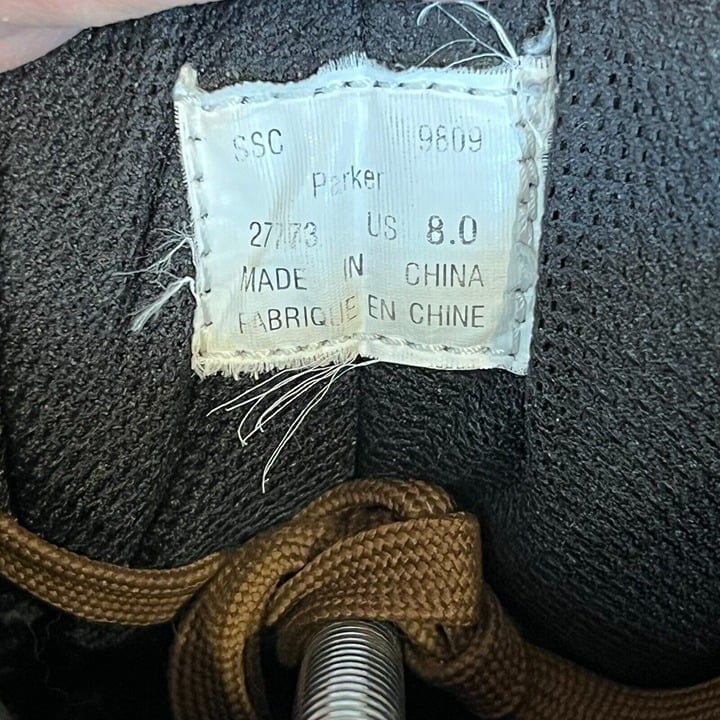 SSC 9809
Parker
27773 US 8.0
MADE IN CHINA
FABRIQUE EN CHINE